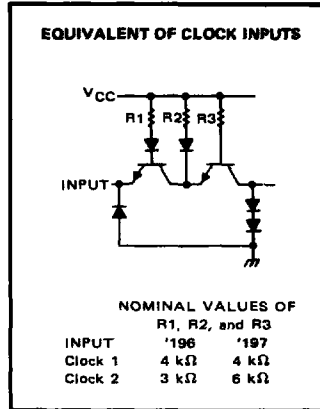 EQUIVALENT OF CLOCK INPUTS
VCC
R1 R2 R3
INPUT
NOMINAL VALUES OF
R1, R2, and R3
INPUT '196 '197
Clock 1 4 kΩ 4 kΩ
Clock 2 3 kΩ 6 kΩ